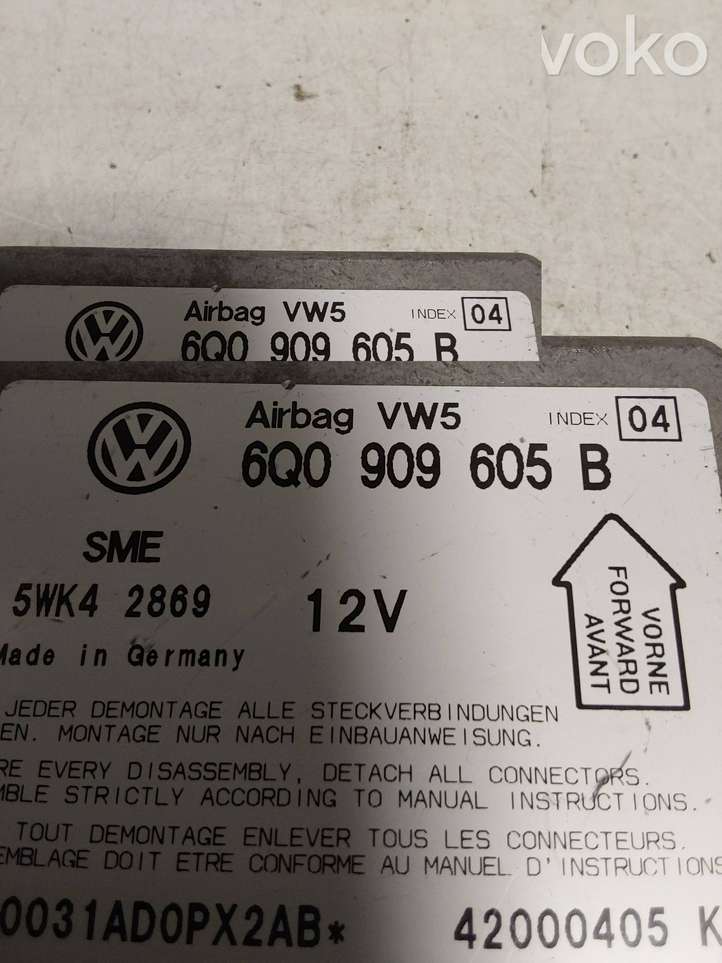 voko
Airbag VW5 INDEX 04
6Q0 909 605 B
Airbag VW5 INDEX 04
6Q0 909 605 B
SME
5WK4 2869 12V
VORNE
FORWARD
AVANT
Made in Germany
JEDER DEMONTAGE ALLE STECKVERBINDUNGEN
EN. MONTAGE NUR NACH EINBAUANWEISUNG.
RE EVERY DISASSEMBLY, DETACH ALL CONNECTORS.
MBLE STRICTLY ACCORDING TO MANUAL INSTRUCTIONS.
TOUT DEMONTAGE ENLEVER TOUS LES CONNECTEURS.
EMBLAGE DOIT ETRE CONFORME AU MANUEL D'INSTRUCTIONS
0031AD0PX2AB* 42000405 K